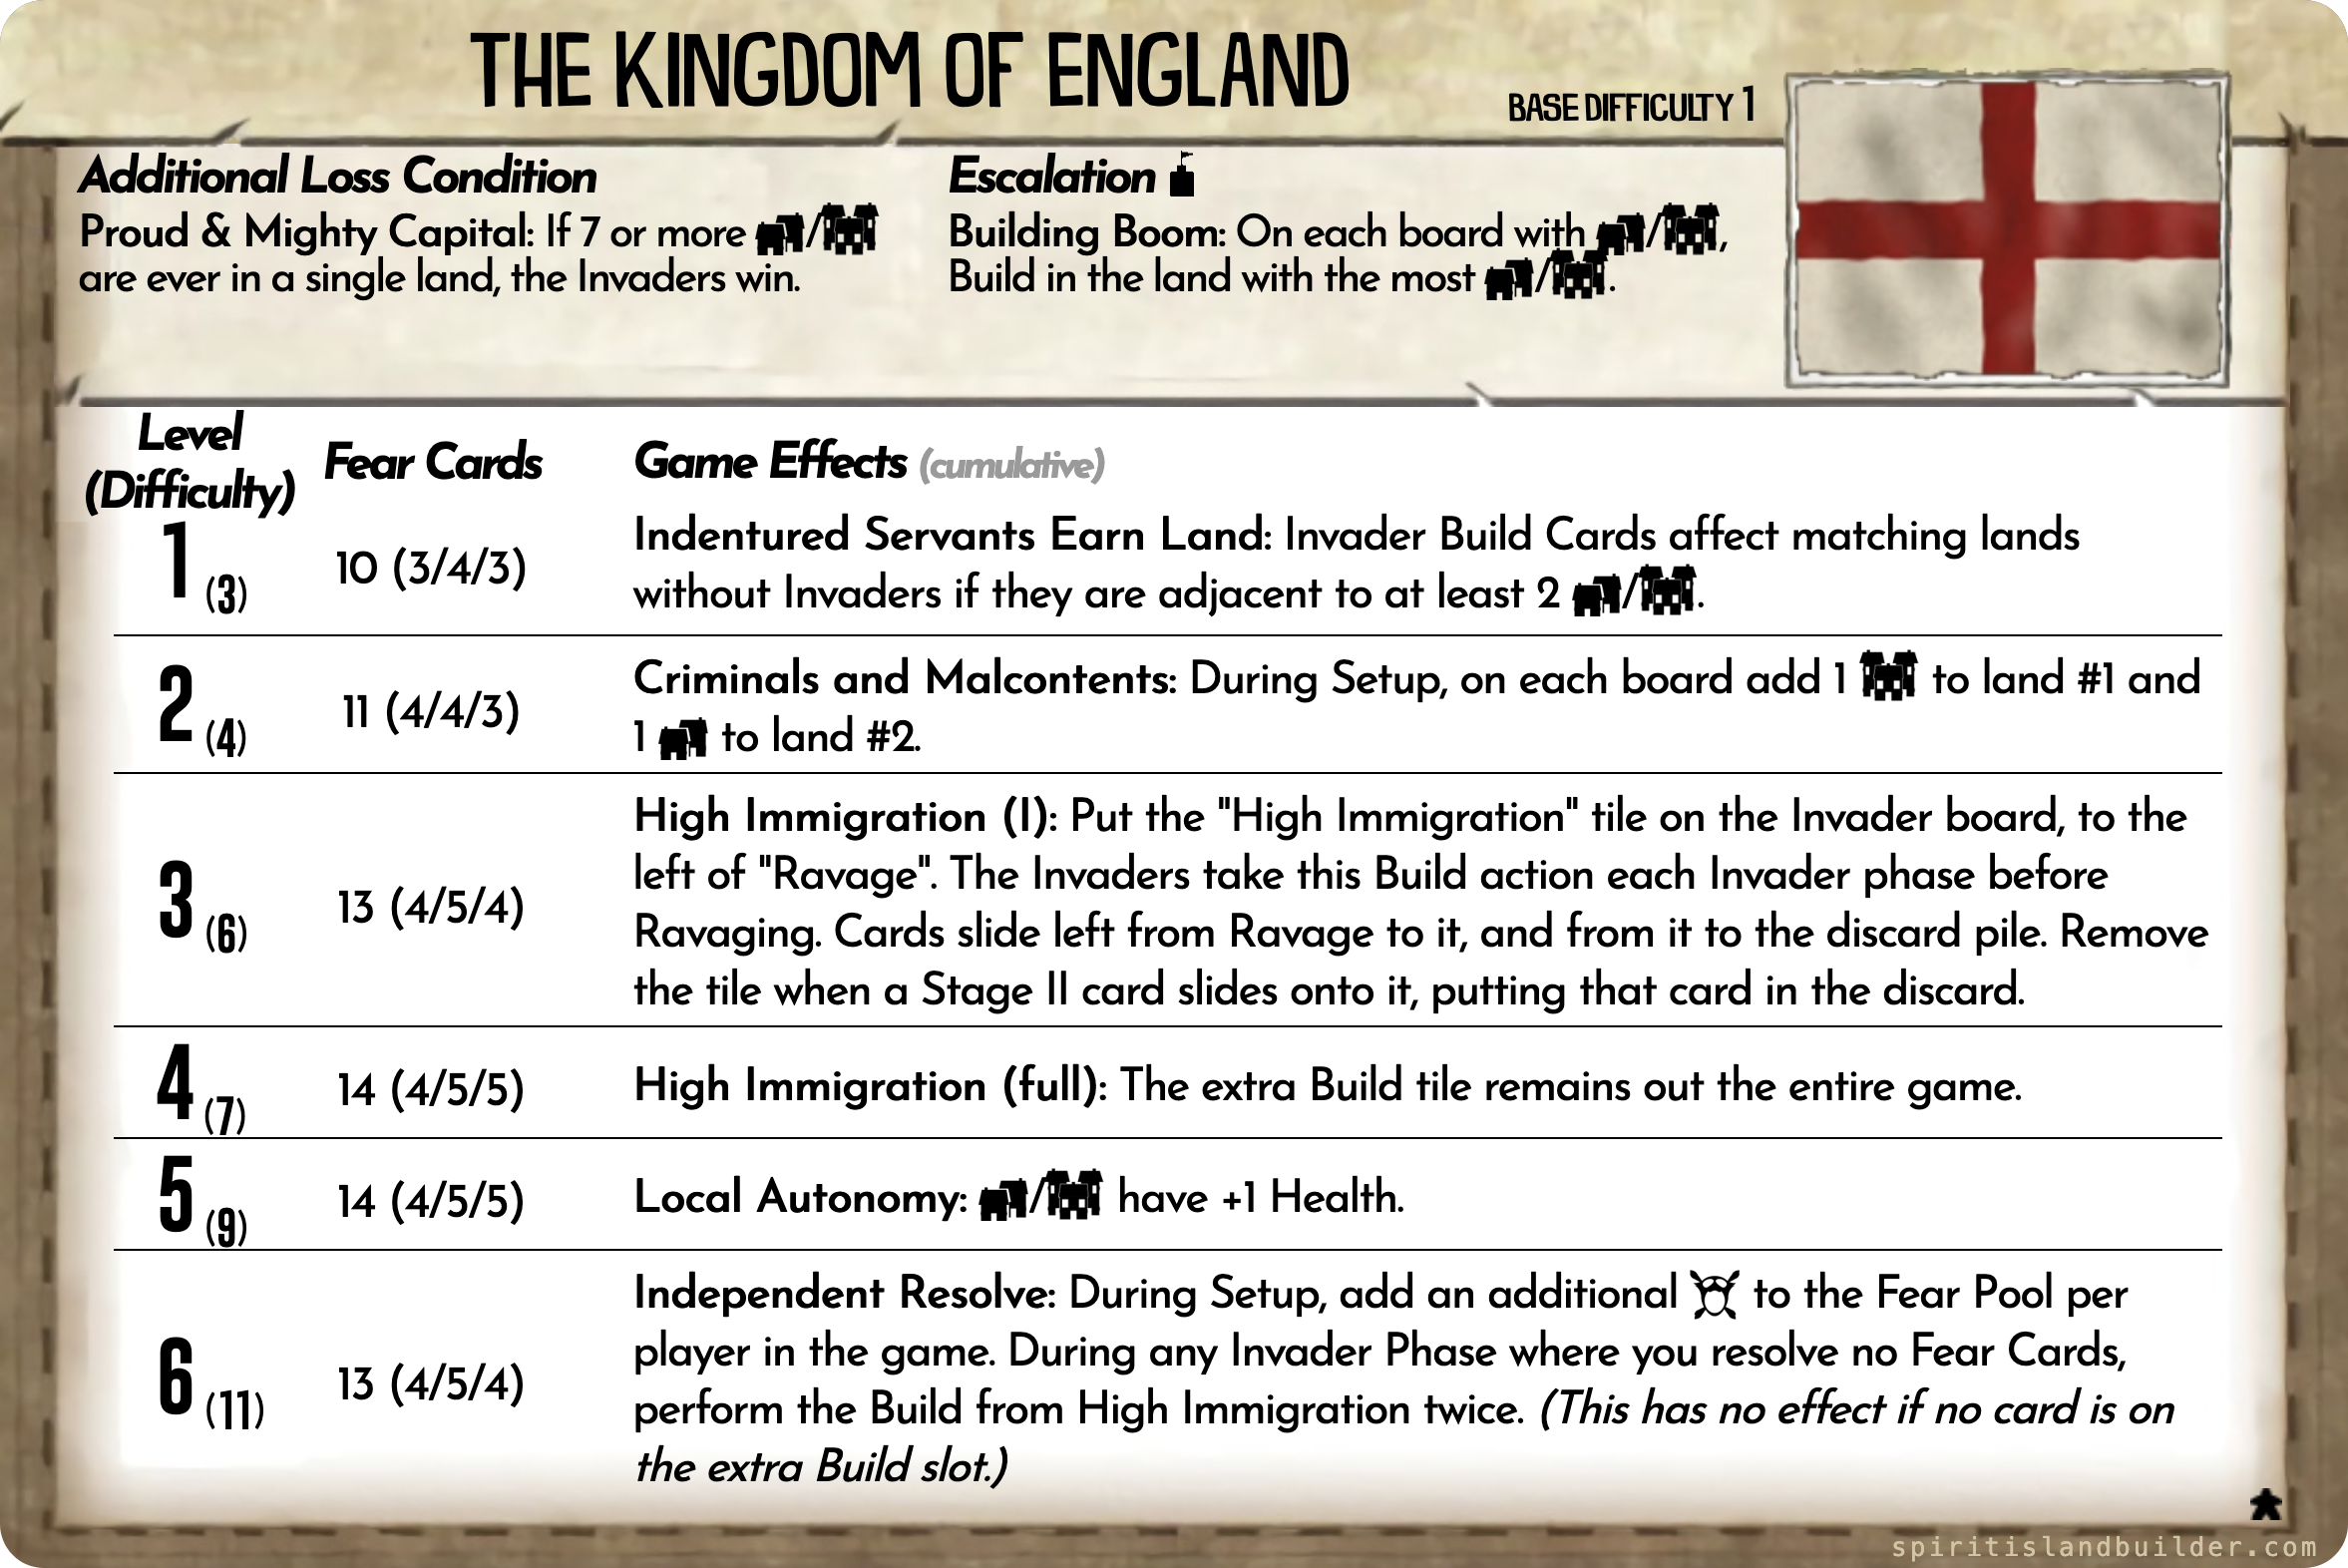 THE KINGDOM OF ENGLAND
BASE DIFFICULTY 1
Additional Loss Condition
Proud & Mighty Capital: If 7 or more /
are ever in a single land, the Invaders win.
Escalation
Building Boom: On each board with /,
Build in the land with the most /.
Level
(Difficulty)
Fear Cards
Game Effects (cumulative)
1 (3)
10 (3/4/3)
Indentured Servants Earn Land: Invader Build Cards affect matching lands
without Invaders if they are adjacent to at least 2 /.
2 (4)
11 (4/4/3)
Criminals and Malcontents: During Setup, on each board add 1 to land #1 and
1 to land #2.
3 (6)
13 (4/5/4)
High Immigration (I): Put the "High Immigration" tile on the Invader board, to the
left of "Ravage". The Invaders take this Build action each Invader phase before
Ravaging. Cards slide left from Ravage to it, and from it to the discard pile. Remove
the tile when a Stage II card slides onto it, putting that card in the discard.
4 (7)
14 (4/5/5)
High Immigration (full): The extra Build tile remains out the entire game.
5 (9)
14 (4/5/5)
Local Autonomy: / have +1 Health.
6 (11)
13 (4/5/4)
Independent Resolve: During Setup, add an additional to the Fear Pool per
player in the game. During any Invader Phase where you resolve no Fear Cards,
perform the Build from High Immigration twice. (This has no effect if no card is on
the extra Build slot.)
spiritislandbuilder.com